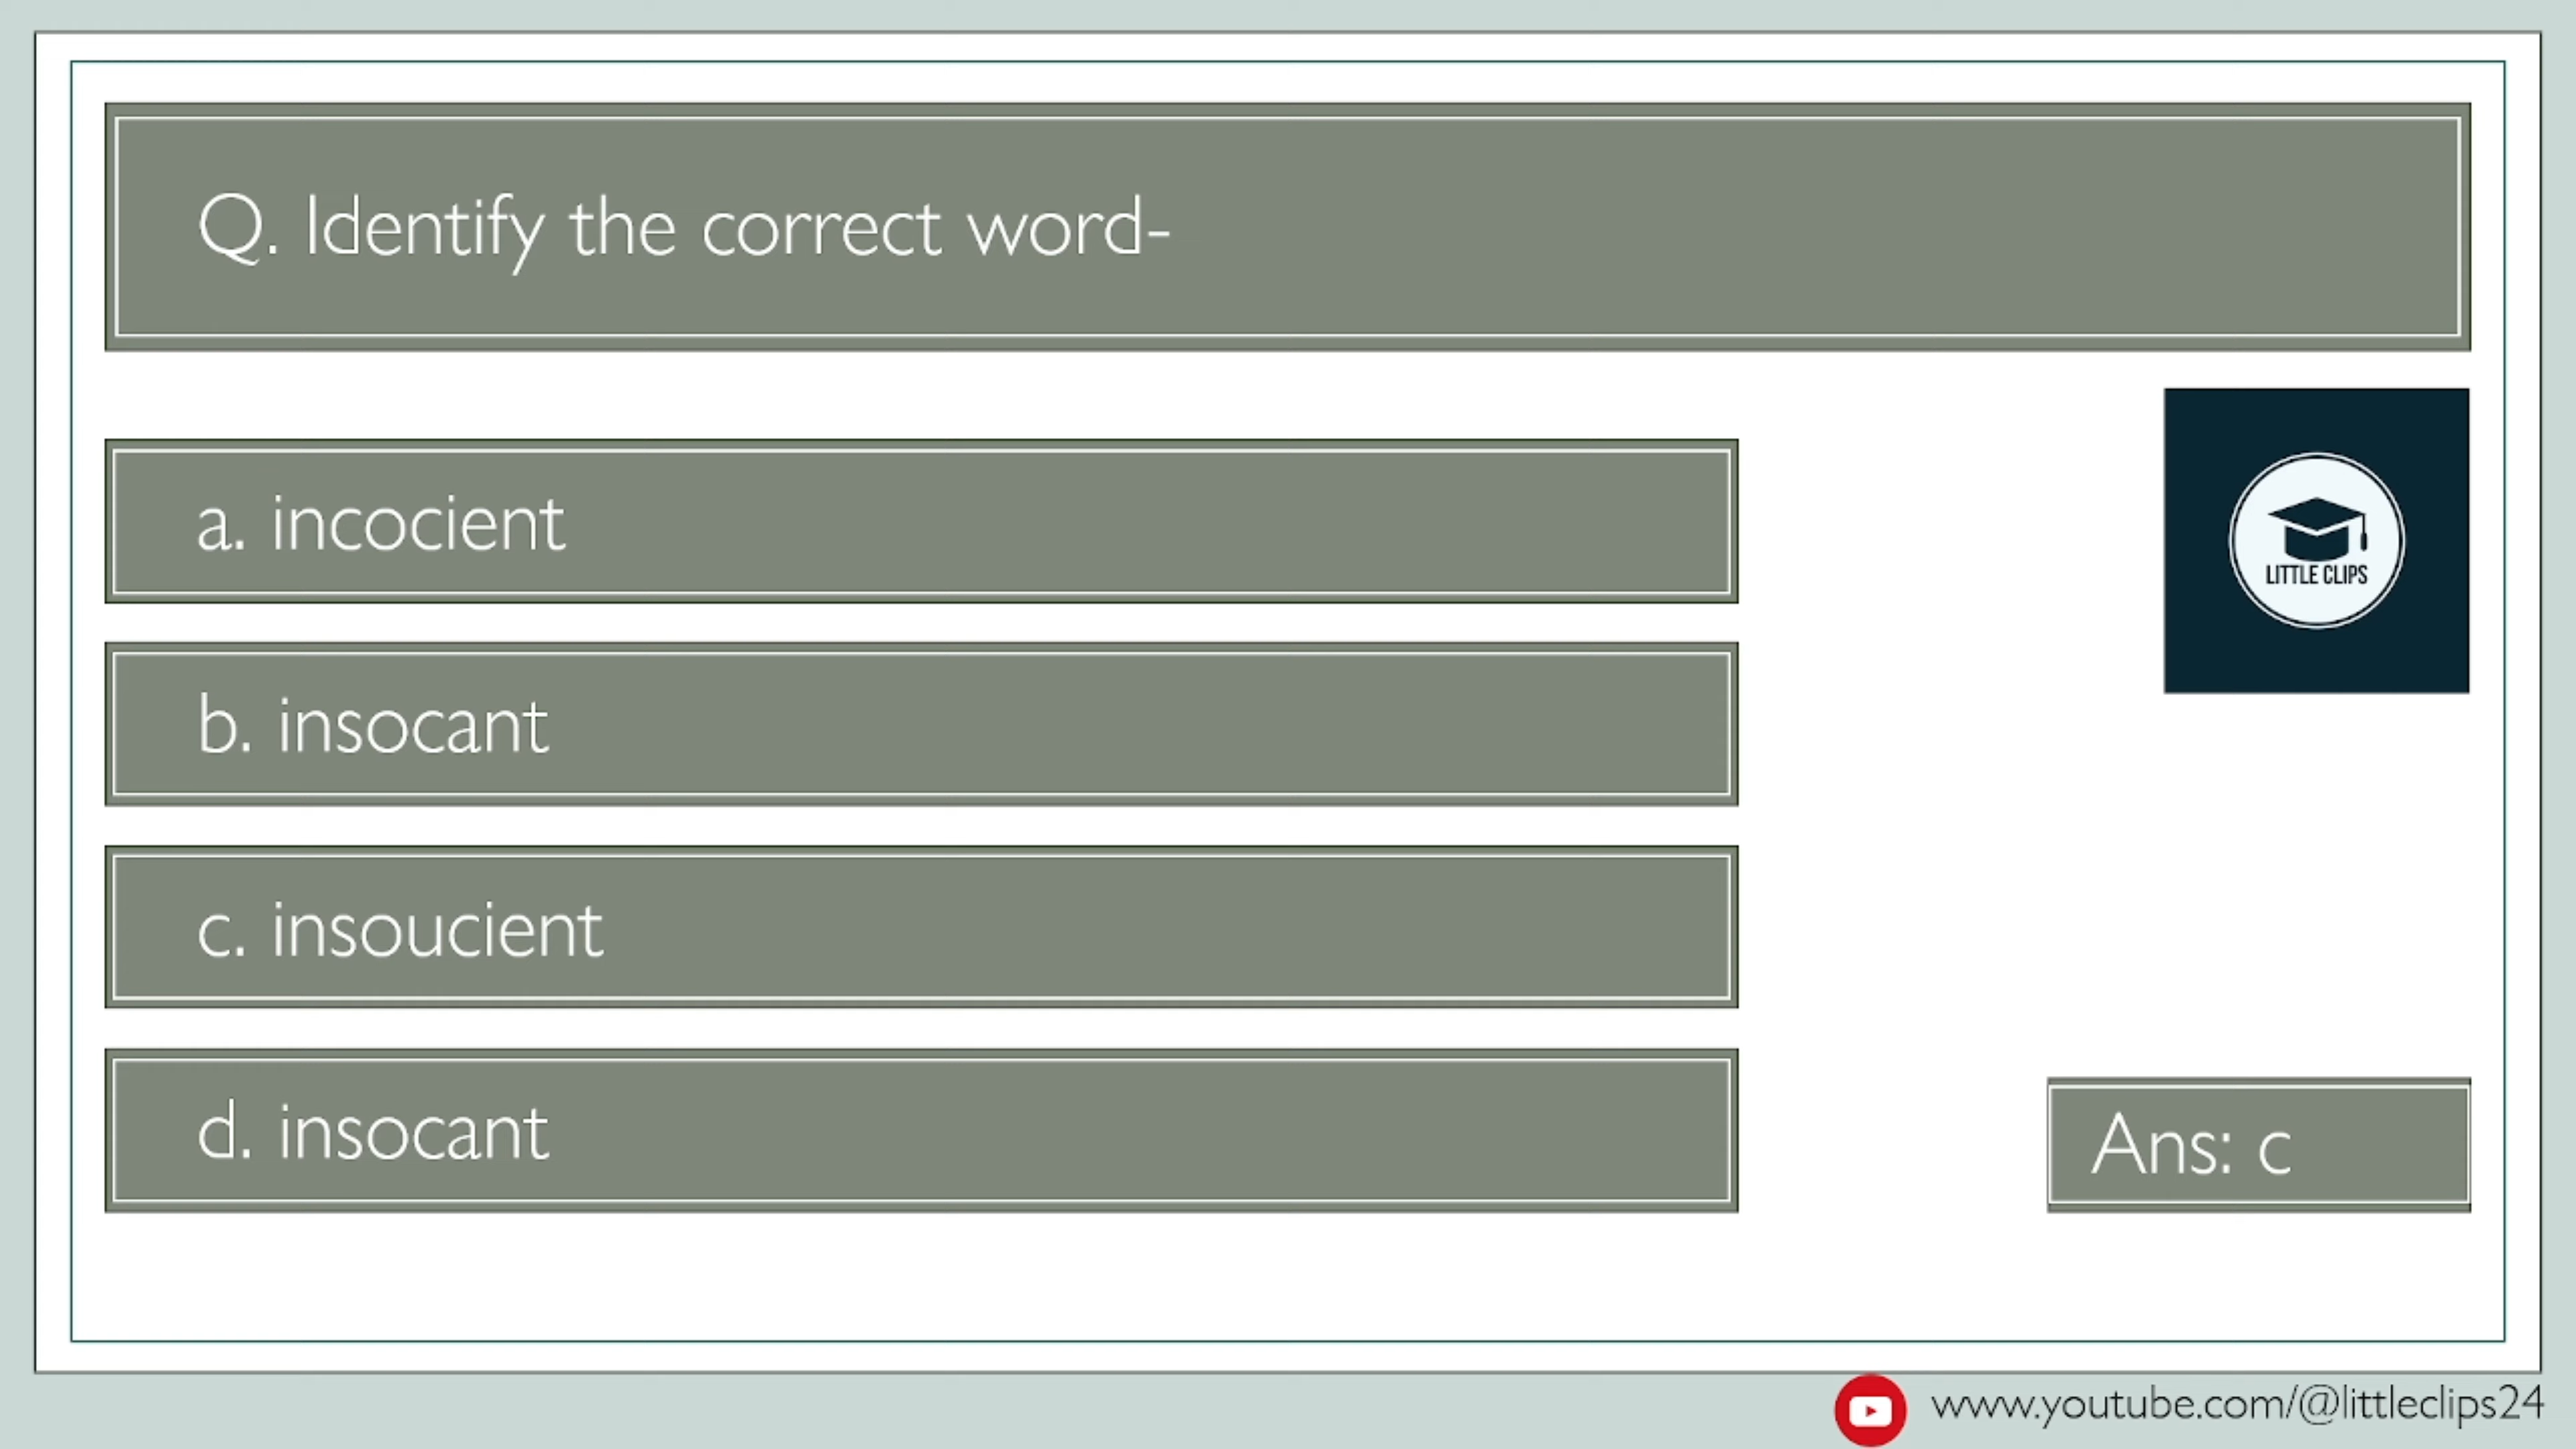 Q. Identify the correct word-
a. incocient
LITTLE CLIPS
b. insocant
c. insoucient
d. insocant
Ans: c
www.youtube.com/@littleclips24